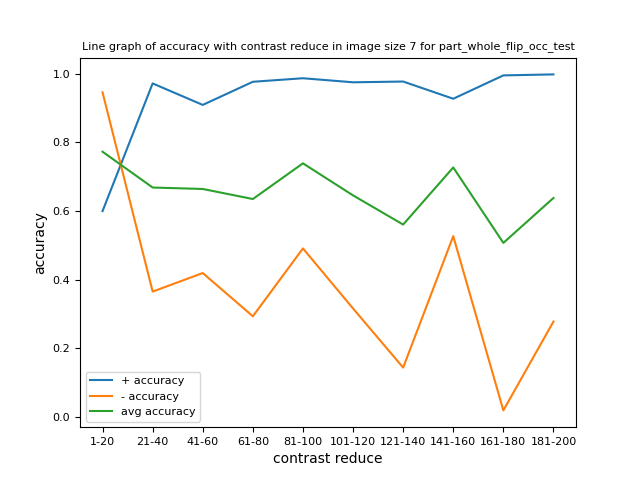 Line graph of accuracy with contrast reduce in image size 7 for part_whole_flip_occ_test
1.0
0.8
0.6
0.4
0.2
0.0
accuracy
+ accuracy
- accuracy
avg accuracy
1-20 21-40 41-60 61-80 81-100 101-120 121-140 141-160 161-180 181-200
contrast reduce